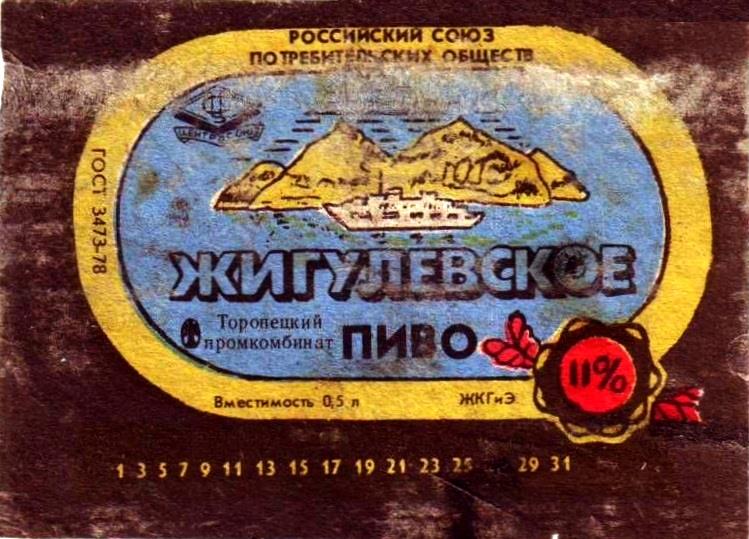 РОССИЙСКИЙ СОЮЗ
ПОТРЕБИТЕЛЬСКИХ ОБЩЕСТВ
ГОСТ 3473-78
ЖИГУЛЕВСКОЕ
Торопецкий
промкомбинат
ПИВО
11%
Вместимость 0,5 л
ЖКГиЭ
1 3 5 7 9 11 13 15 17 19 21 23 25 29 31